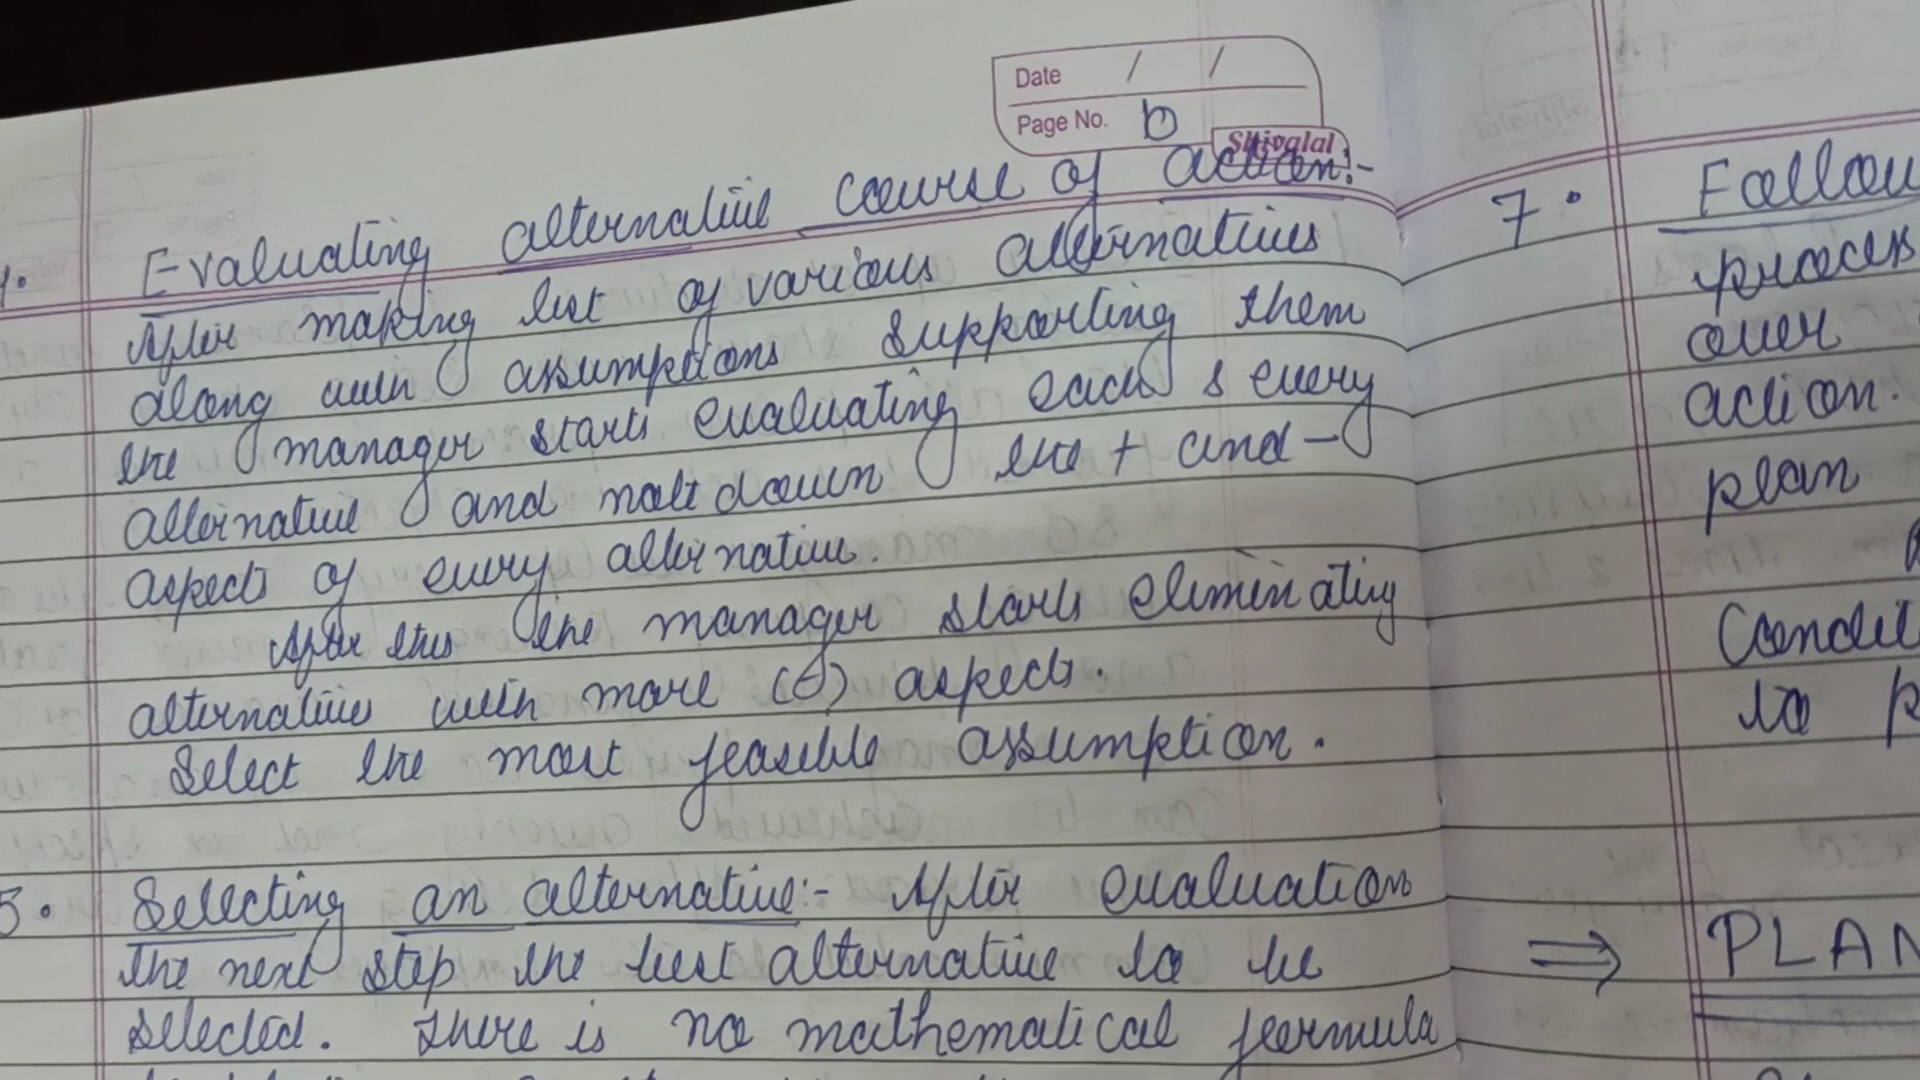 Date / /
Page No. 6
Shivalal
4. Evaluating alternative course of action:-
After making list of various alternatives
along with assumptions supporting them
the manager starts evaluating each & every
alternative and note down the + and -
aspects of every alternative.
After this the manager starts eliminating
alternatives with more (-) aspects.
Select the most feasible assumption.
5. Selecting an alternative:- After evaluation
the next step the best alternative to be
selected. There is no mathematical formula
7. Follow
process
over
action.
plan
Condit
to p
⇒ PLAN